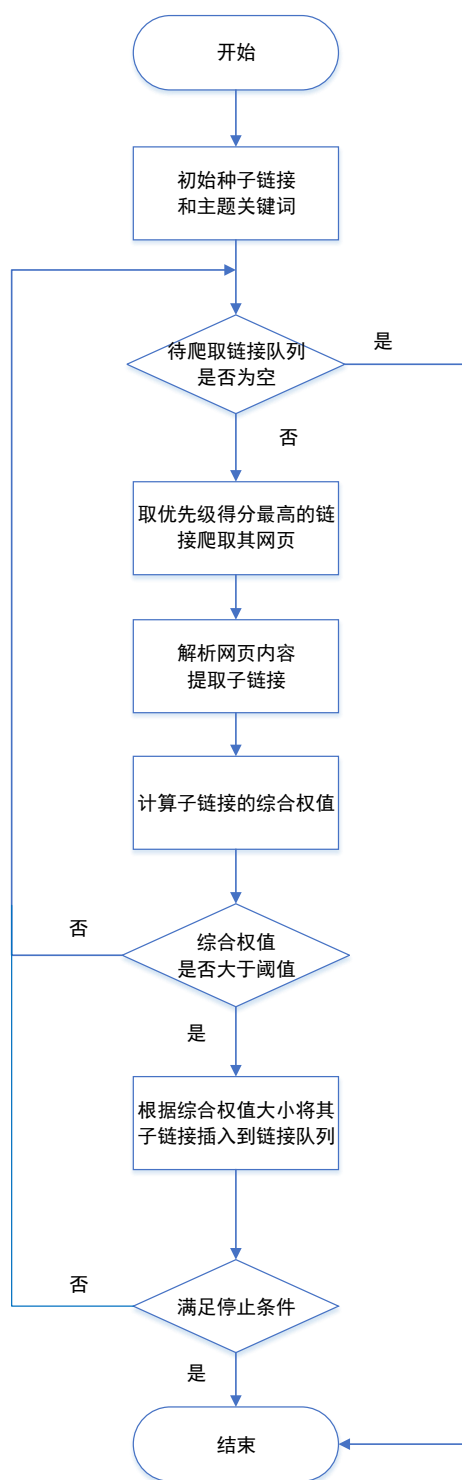 开始
初始种子链接
和主题关键词
待爬取链接队列
是否为空
是
否
取优先级得分最高的链
接爬取其网页
解析网页内容
提取子链接
计算子链接的综合权值
否
综合权值
是否大于阈值
是
根据综合权值大小将其
子链接插入到链接队列
否
满足停止条件
是
结束